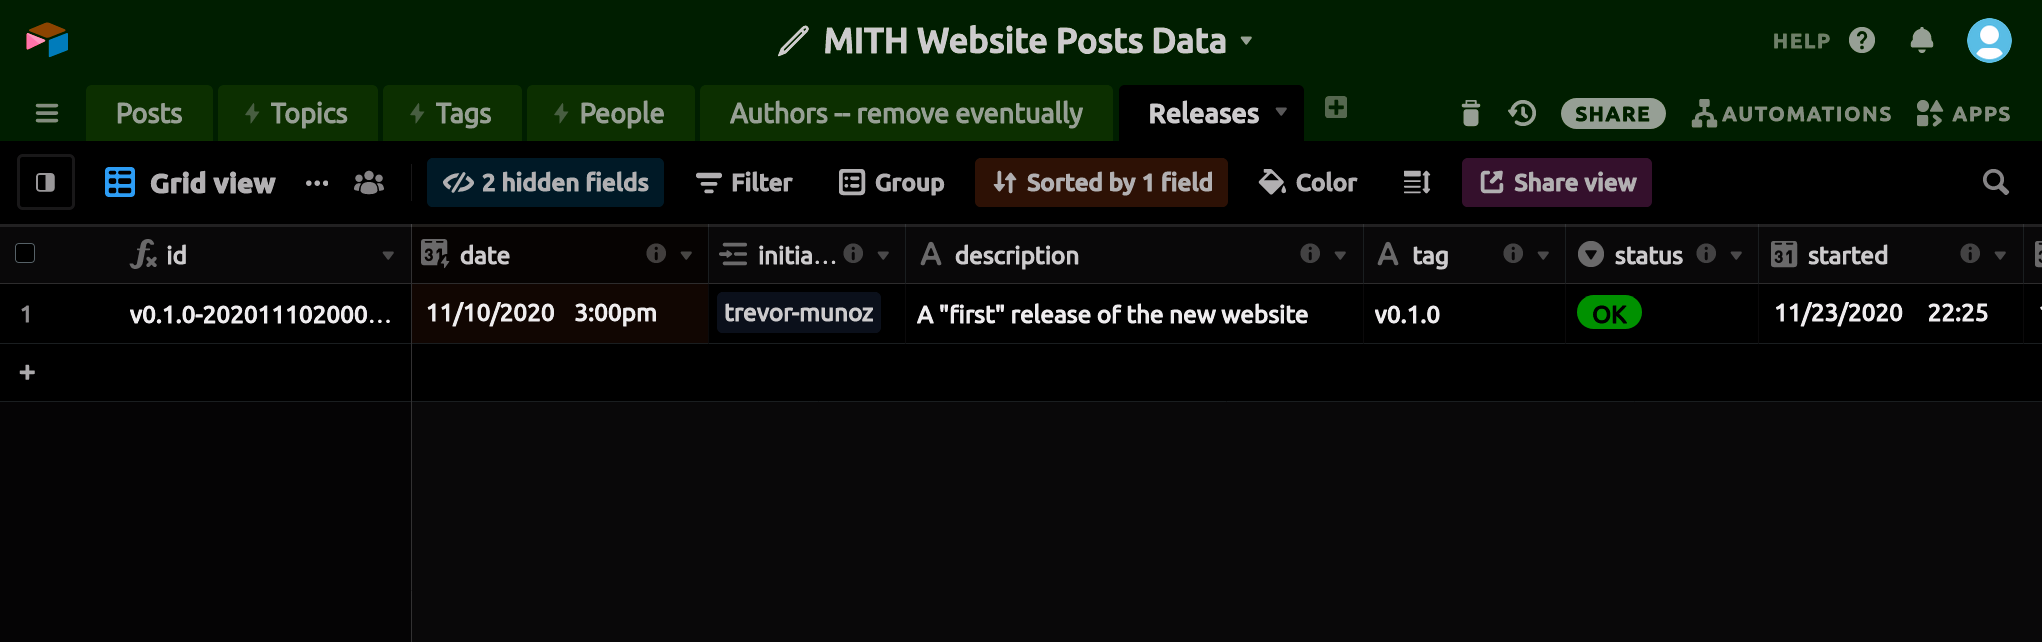 MITH Website Posts Data
HELP
Posts
Topics
Tags
People
Authors -- remove eventually
Releases
SHARE
AUTOMATIONS
APPS
Grid view
2 hidden fields
Filter
Group
Sorted by 1 field
Color
Share view
id
31 date
initia...
description
tag
status
31 started
1 v0.1.0-202011102000... 11/10/2020 3:00pm trevor-munoz A "first" release of the new website v0.1.0 OK 11/23/2020 22:25